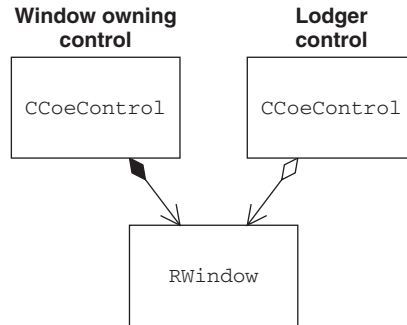 Window owning
control
Lodger
control
CCoeControl
CCoeControl
RWindow